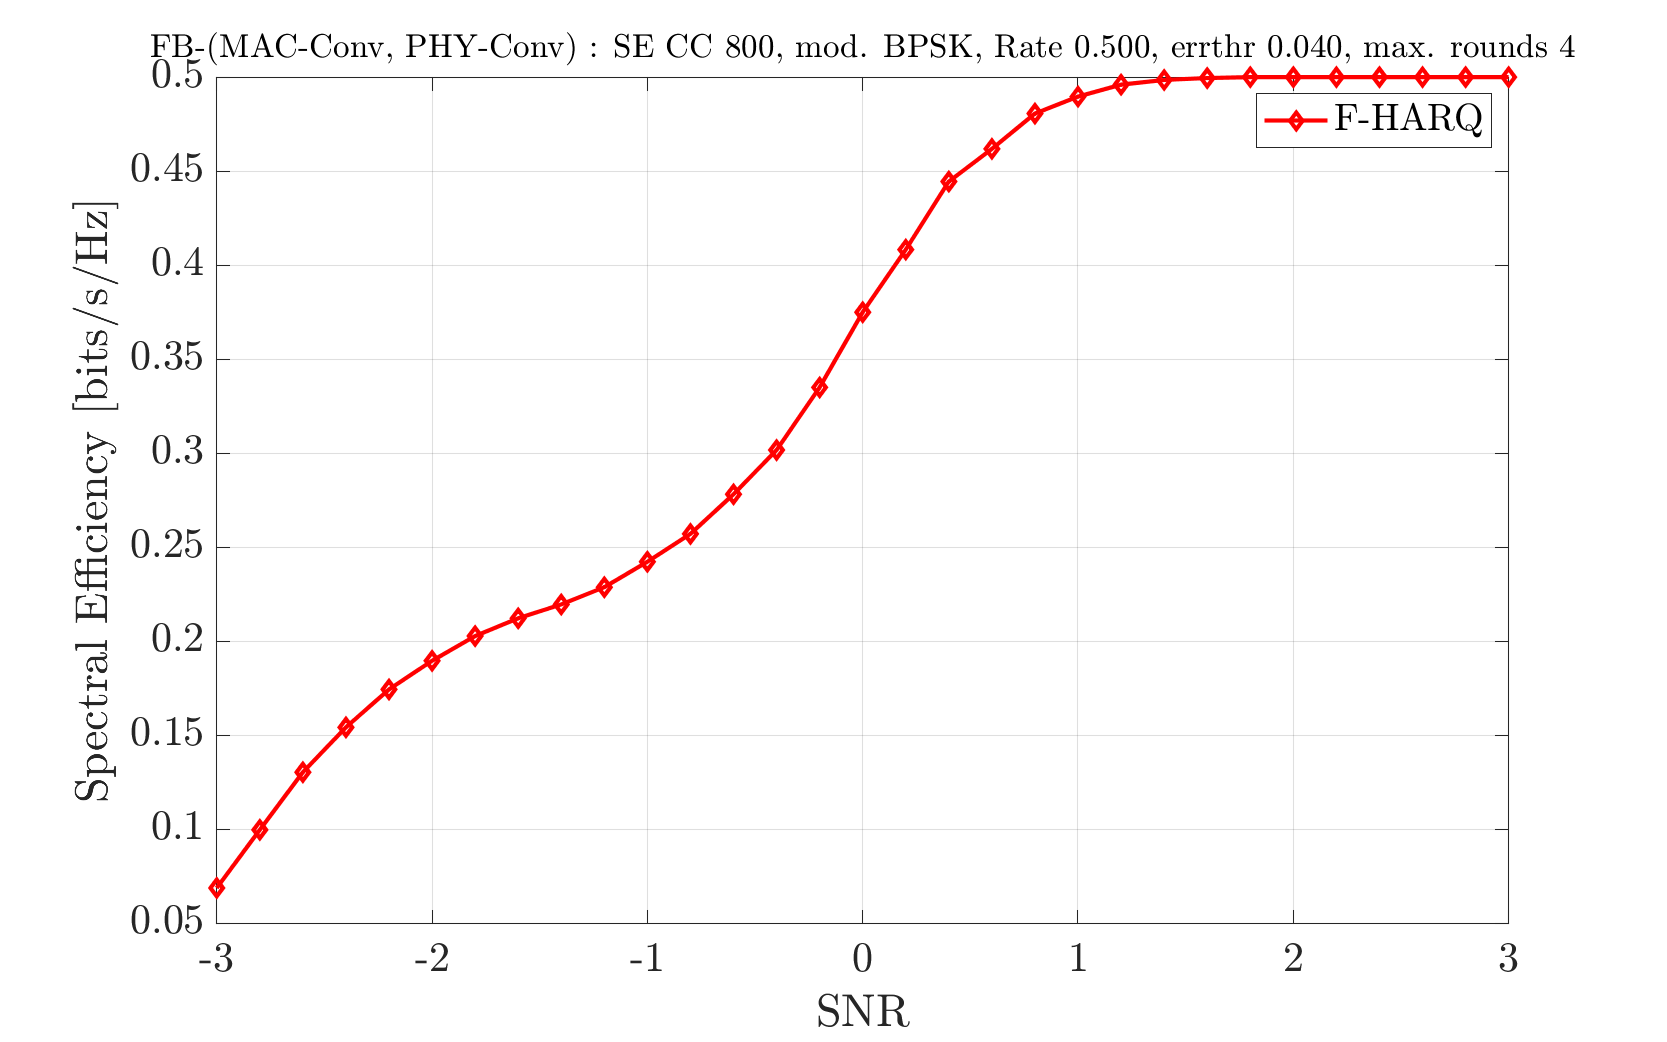 FB-(MAC-Conv, PHY-Conv) : SE CC 800, mod. BPSK, Rate 0.500, errthr 0.040, max. rounds 4
0.5
F-HARQ
0.45
0.4
0.35
0.3
0.25
0.2
0.15
0.1
0.05
Spectral Efficiency [bits/s/Hz]
-3 -2 -1 0 1 2 3
SNR